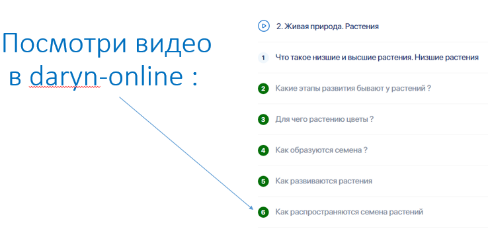 Посмотри видео
в daryn-online :
2. Живая природа. Растения
1 Что такое низшие и высшие растения. Низшие растения
2 Какие этапы развития бывают у растений ?
3 Для чего растению цветы ?
4 Как образуются семена ?
5 Как развиваются растения
6 Как распространяются семена растений